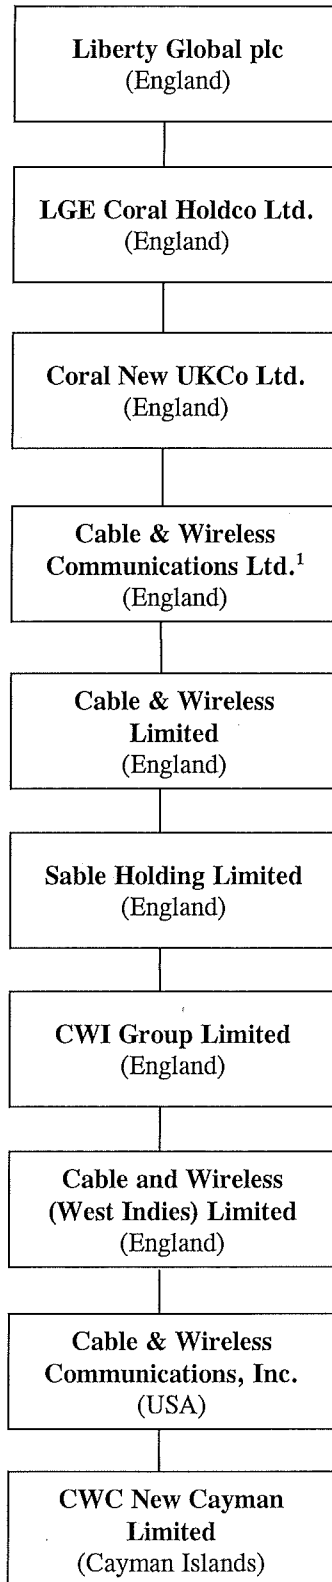 Liberty Global plc
(England)
LGE Coral Holdco Ltd.
(England)
Coral New UKCo Ltd.
(England)
Cable & Wireless
Communications Ltd.¹
(England)
Cable & Wireless
Limited
(England)
Sable Holding Limited
(England)
CWI Group Limited
(England)
Cable and Wireless
(West Indies) Limited
(England)
Cable & Wireless
Communications, Inc.
(USA)
CWC New Cayman
Limited
(Cayman Islands)